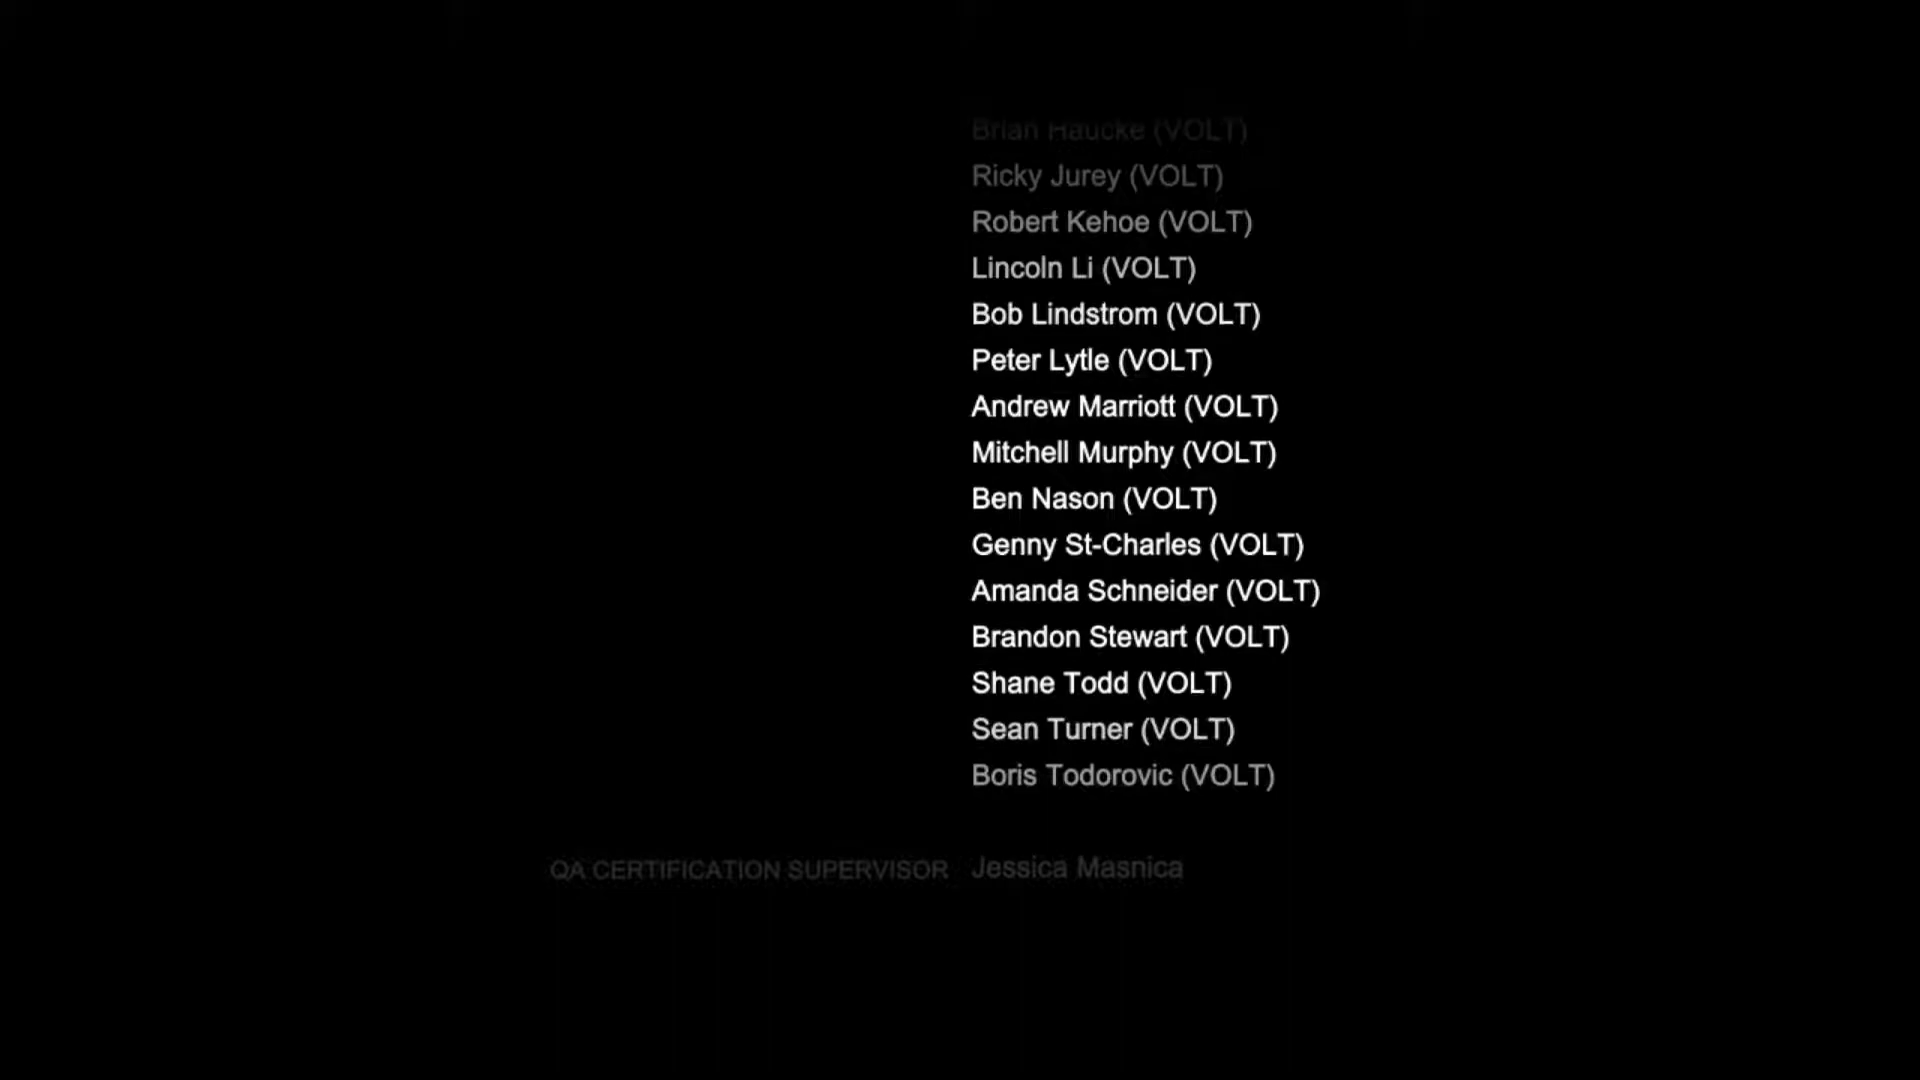 Brian Haucke (VOLT)
Ricky Jurey (VOLT)
Robert Kehoe (VOLT)
Lincoln Li (VOLT)
Bob Lindstrom (VOLT)
Peter Lytle (VOLT)
Andrew Marriott (VOLT)
Mitchell Murphy (VOLT)
Ben Nason (VOLT)
Genny St-Charles (VOLT)
Amanda Schneider (VOLT)
Brandon Stewart (VOLT)
Shane Todd (VOLT)
Sean Turner (VOLT)
Boris Todorovic (VOLT)
QA CERTIFICATION SUPERVISOR Jessica Masnica